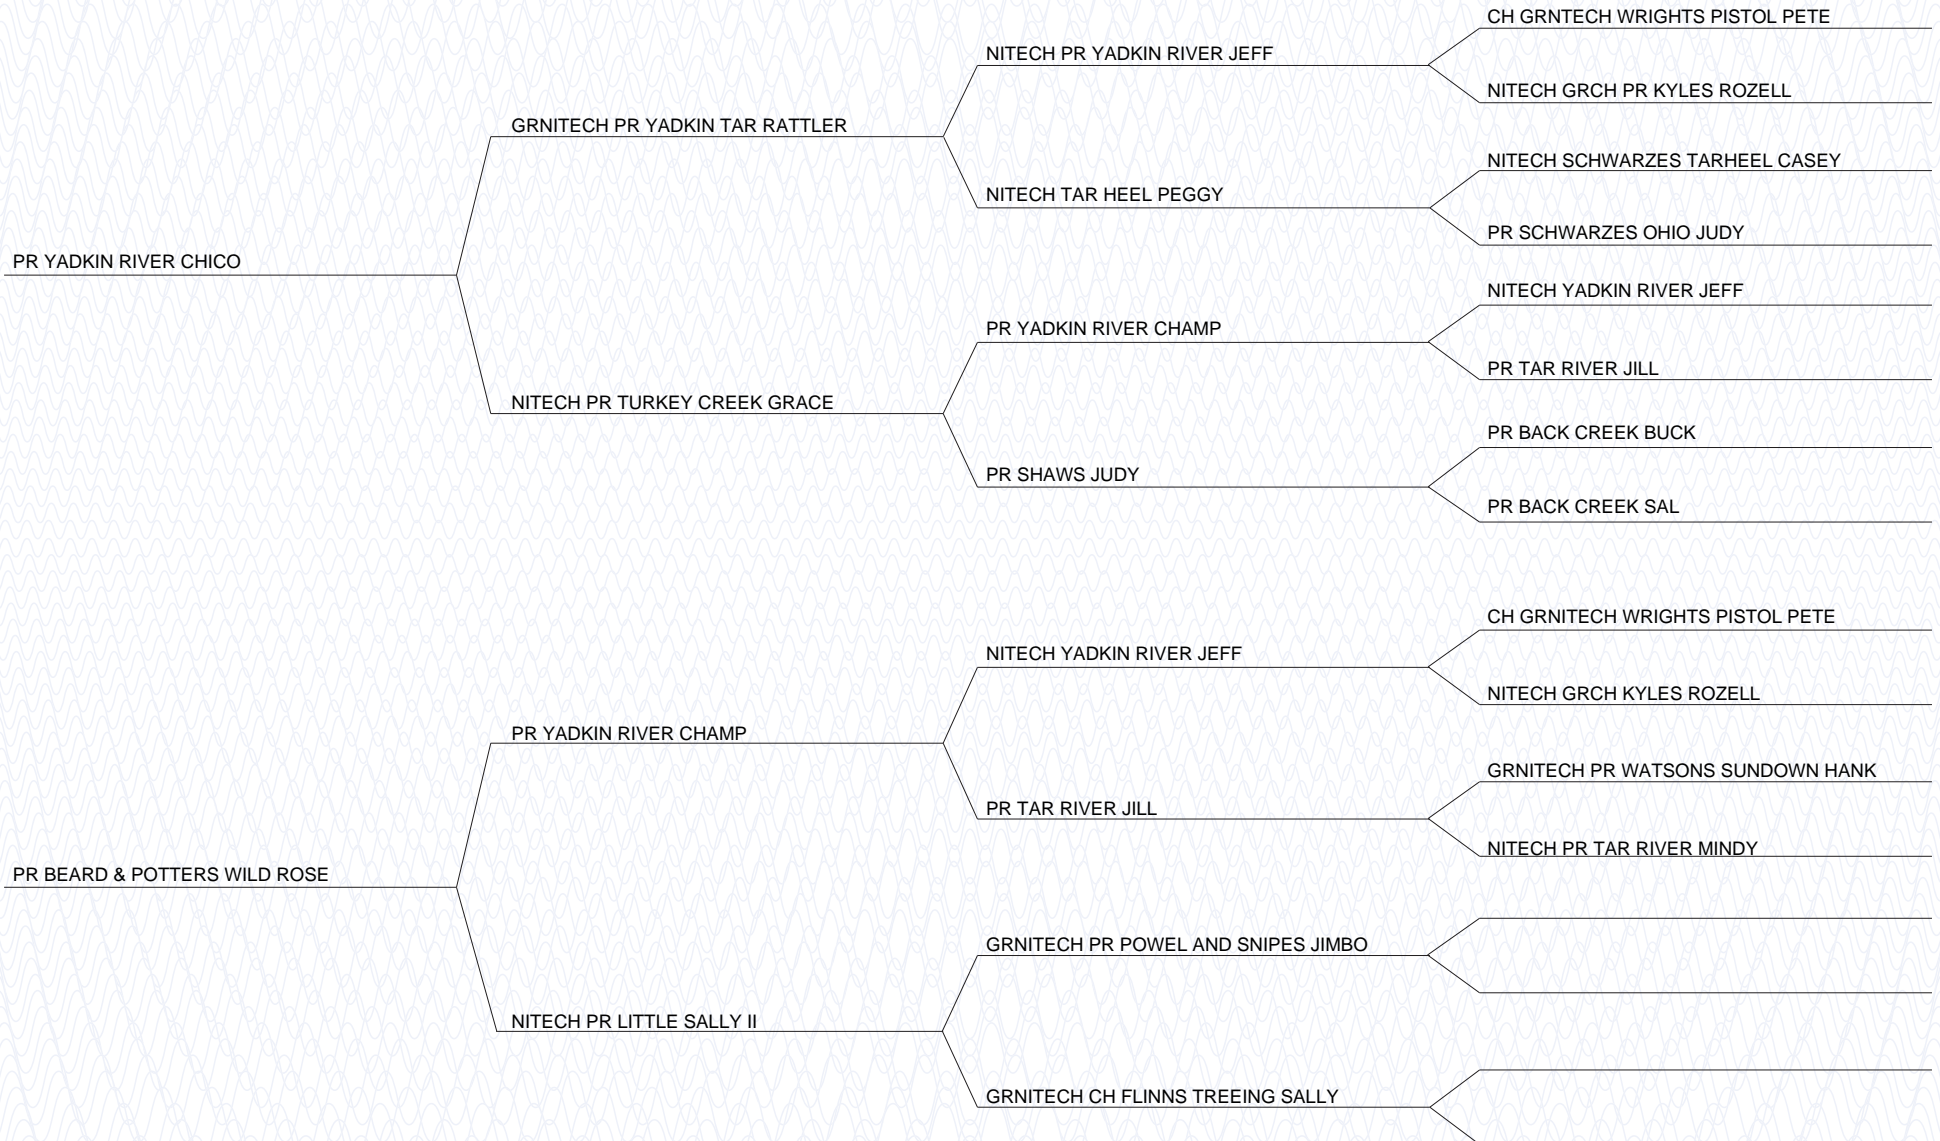 CH GRNTECH WRIGHTS PISTOL PETE
NITECH PR YADKIN RIVER JEFF
NITECH GRCH PR KYLES ROZELL
GRNITECH PR YADKIN TAR RATTLER
NITECH SCHWARZES TARHEEL CASEY
NITECH TAR HEEL PEGGY
PR SCHWARZES OHIO JUDY
PR YADKIN RIVER CHICO
NITECH YADKIN RIVER JEFF
PR YADKIN RIVER CHAMP
PR TAR RIVER JILL
NITECH PR TURKEY CREEK GRACE
PR BACK CREEK BUCK
PR SHAWS JUDY
PR BACK CREEK SAL
CH GRNITECH WRIGHTS PISTOL PETE
NITECH YADKIN RIVER JEFF
NITECH GRCH KYLES ROZELL
PR YADKIN RIVER CHAMP
GRNITECH PR WATSONS SUNDOWN HANK
PR TAR RIVER JILL
NITECH PR TAR RIVER MINDY
PR BEARD & POTTERS WILD ROSE
GRNITECH PR POWEL AND SNIPES JIMBO
NITECH PR LITTLE SALLY II
GRNITECH CH FLINNS TREEING SALLY